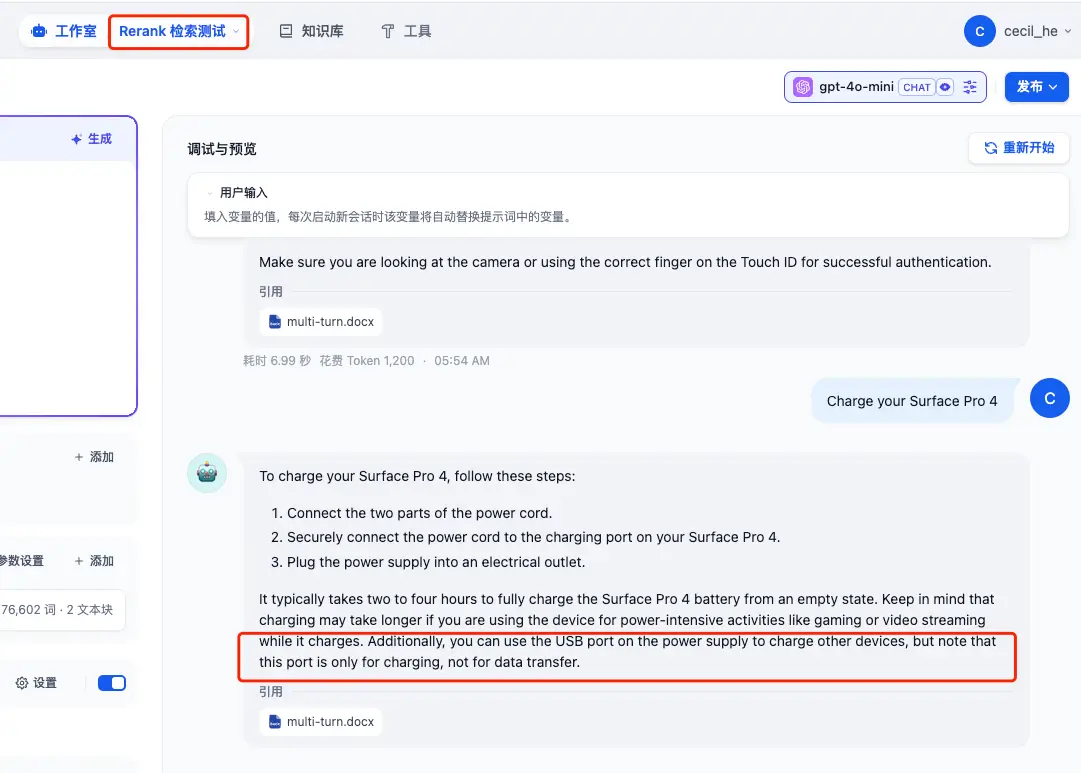 工作室
Rerank 检索测试
知识库
工具
C
cecil_he
gpt-4o-mini
CHAT
发布
生成
调试与预览
重新开始
用户输入
填入变量的值，每次启动新会话时该变量将自动替换提示词中的变量。
Make sure you are looking at the camera or using the correct finger on the Touch ID for successful authentication.
引用
multi-turn.docx
耗时 6.99 秒 花费 Token 1,200 · 05:54 AM
Charge your Surface Pro 4
C
+ 添加
To charge your Surface Pro 4, follow these steps:
1. Connect the two parts of the power cord.
2. Securely connect the power cord to the charging port on your Surface Pro 4.
3. Plug the power supply into an electrical outlet.
参数设置
+ 添加
76,602 词 · 2 文本块
It typically takes two to four hours to fully charge the Surface Pro 4 battery from an empty state. Keep in mind that
charging may take longer if you are using the device for power-intensive activities like gaming or video streaming
while it charges. Additionally, you can use the USB port on the power supply to charge other devices, but note that
this port is only for charging, not for data transfer.
设置
引用
multi-turn.docx